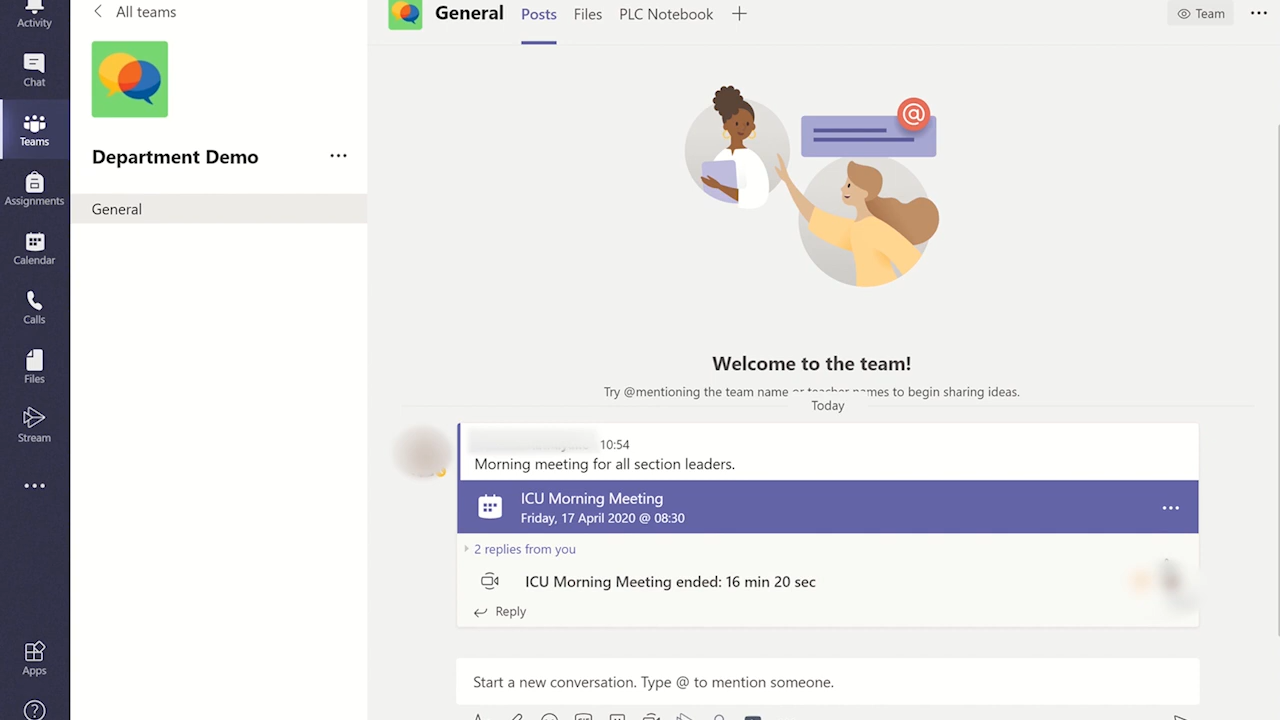 Activity
Chat
Teams
Assignments
Calendar
Calls
Files
Stream
Apps
All teams
Department Demo
General
General Posts Files PLC Notebook
Team
@
Welcome to the team!
Try @mentioning the team name or teacher names to begin sharing ideas.
Today
10:54
Morning meeting for all section leaders.
ICU Morning Meeting
Friday, 17 April 2020 @ 08:30
2 replies from you
ICU Morning Meeting ended: 16 min 20 sec
Reply
Start a new conversation. Type @ to mention someone.